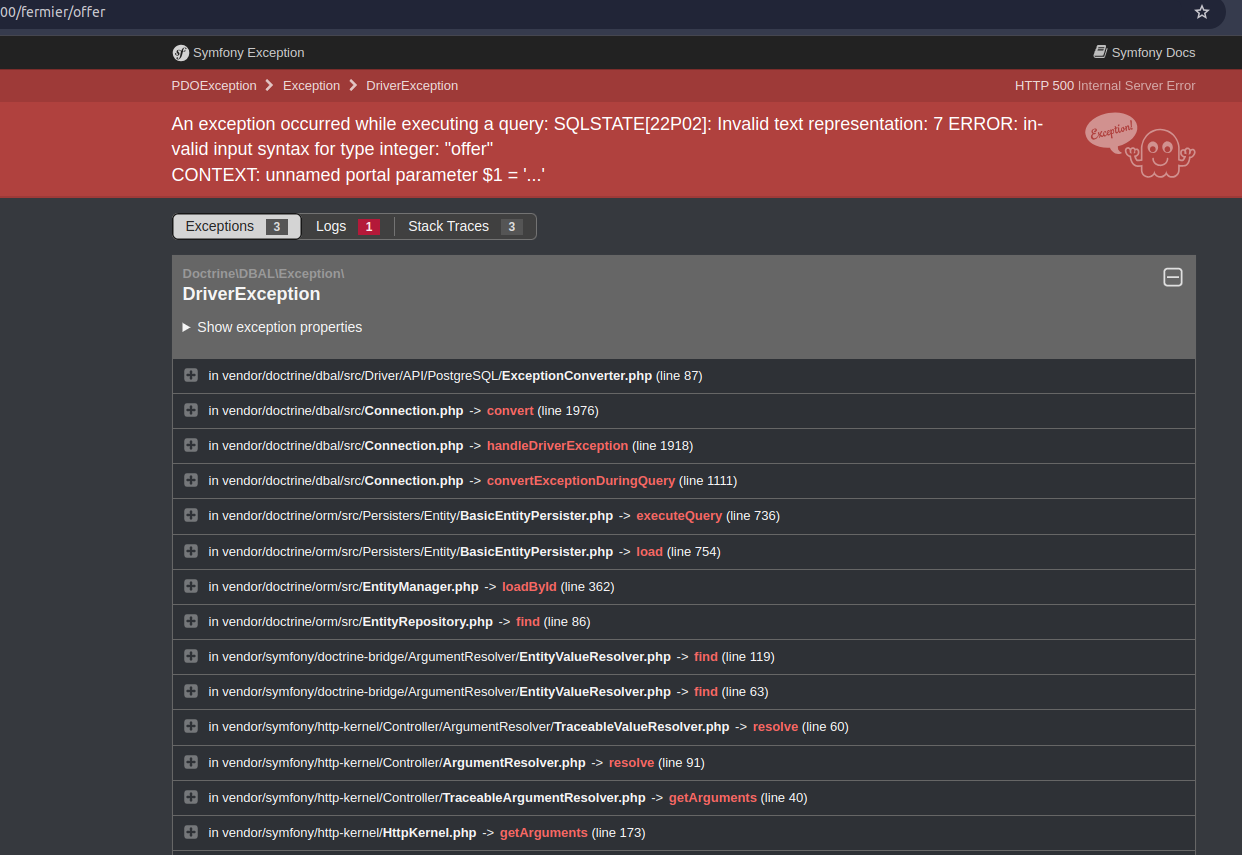 00/fermier/offer
sf Symfony Exception
Symfony Docs
PDOException Exception DriverException
HTTP 500 Internal Server Error
An exception occurred while executing a query: SQLSTATE[22P02]: Invalid text representation: 7 ERROR: in-
valid input syntax for type integer: "offer"
CONTEXT: unnamed portal parameter $1 = '...'
Exception!
Exceptions 3 Logs 1 Stack Traces 3
Doctrine\DBAL\Exception\
DriverException
Show exception properties
in vendor/doctrine/dbal/src/Driver/API/PostgreSQL/ExceptionConverter.php (line 87)
in vendor/doctrine/dbal/src/Connection.php -> convert (line 1976)
in vendor/doctrine/dbal/src/Connection.php -> handleDriverException (line 1918)
in vendor/doctrine/dbal/src/Connection.php -> convertExceptionDuringQuery (line 1111)
in vendor/doctrine/orm/src/Persisters/Entity/BasicEntityPersister.php -> executeQuery (line 736)
in vendor/doctrine/orm/src/Persisters/Entity/BasicEntityPersister.php -> load (line 754)
in vendor/doctrine/orm/src/EntityManager.php -> loadById (line 362)
in vendor/doctrine/orm/src/EntityRepository.php -> find (line 86)
in vendor/symfony/doctrine-bridge/ArgumentResolver/EntityValueResolver.php -> find (line 119)
in vendor/symfony/doctrine-bridge/ArgumentResolver/EntityValueResolver.php -> find (line 63)
in vendor/symfony/http-kernel/Controller/ArgumentResolver/TraceableValueResolver.php -> resolve (line 60)
in vendor/symfony/http-kernel/Controller/ArgumentResolver.php -> resolve (line 91)
in vendor/symfony/http-kernel/Controller/TraceableArgumentResolver.php -> getArguments (line 40)
in vendor/symfony/http-kernel/HttpKernel.php -> getArguments (line 173)